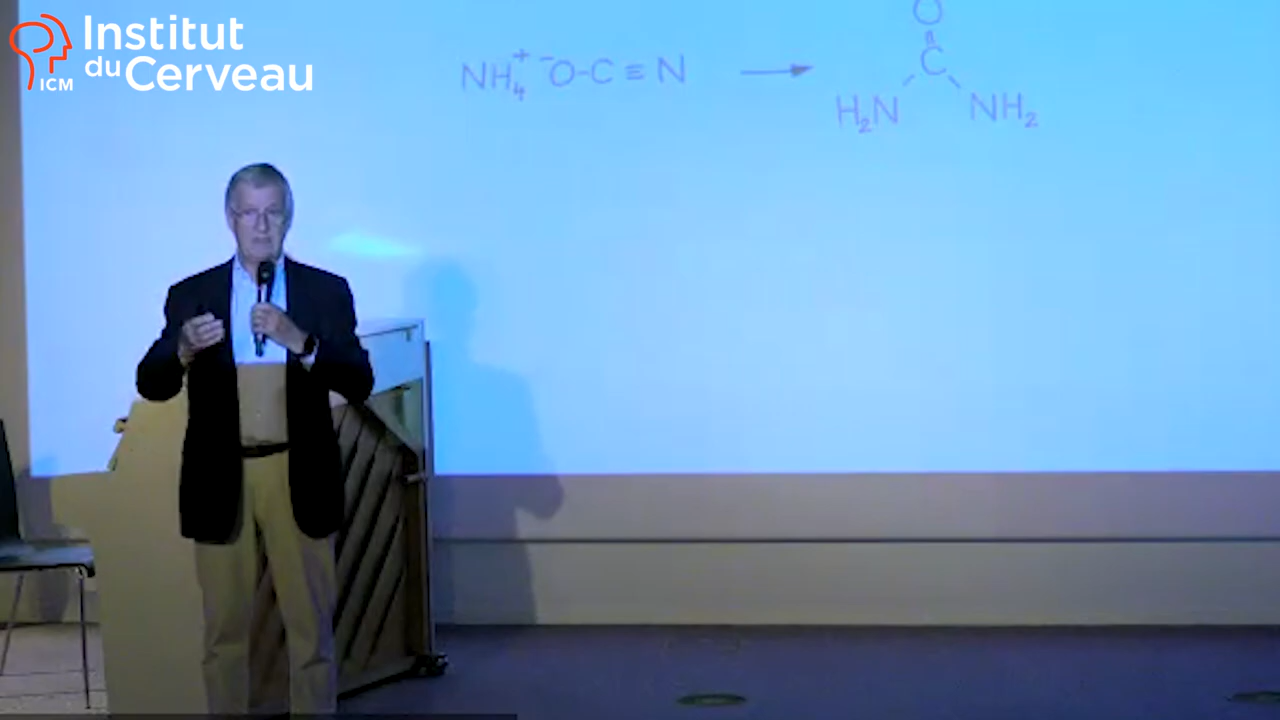 Institut
du Cerveau
ICM
NH₄⁺ ⁻O-C≡N → O
C
H₂N NH₂